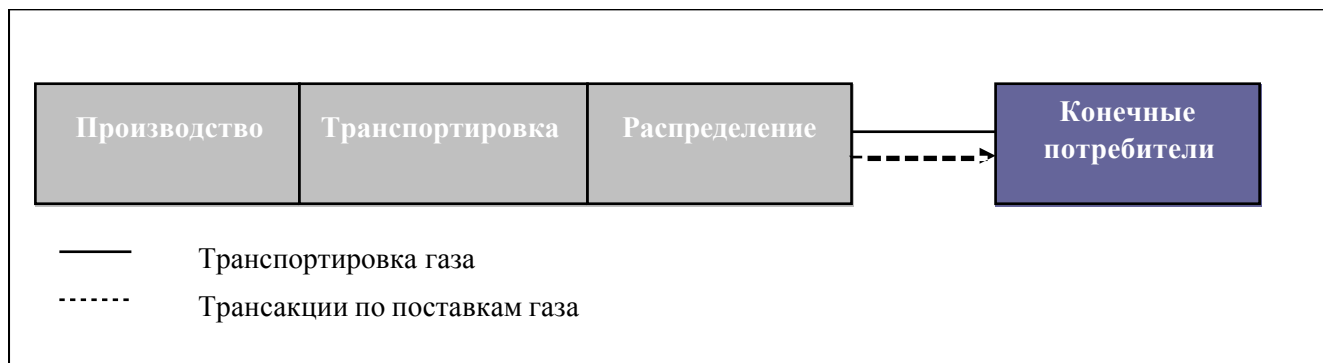 Производство
Транспортировка
Распределение
Конечные
потребители
Транспортировка газа
Трансакции по поставкам газа